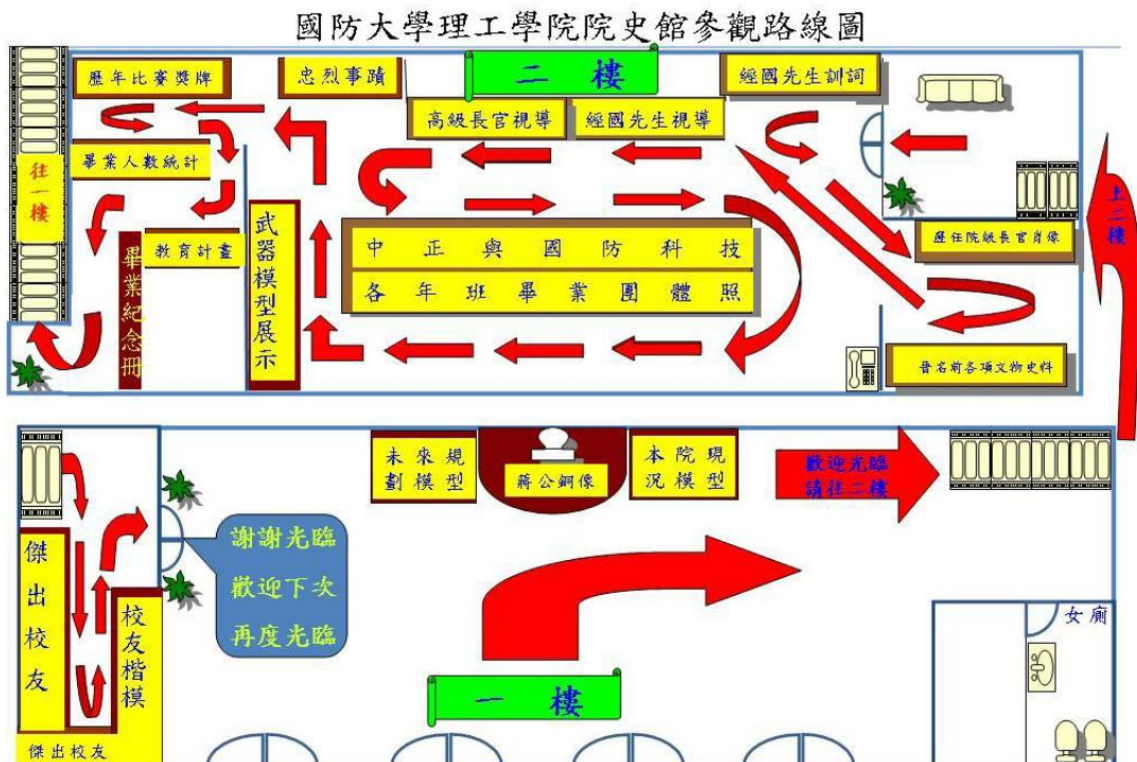 國防大學理工學院院史館參觀路線圖
二樓
歷年比賽獎牌
忠烈事蹟
高級長官視導
經國先生視導
經國先生訓詞
往一樓
畢業人數統計
教育計畫
畢業紀念冊
武器模型展示
中正與國防科技
各年班畢業團體照
歷任院級長官肖像
晉名前各項文物史料
上二樓
未來規
劃模型
蔣公銅像
本院現
況模型
歡迎光臨
請往二樓
傑出校友
校友楷模
謝謝光臨
歡迎下次
再度光臨
一樓
女廁
傑出校友